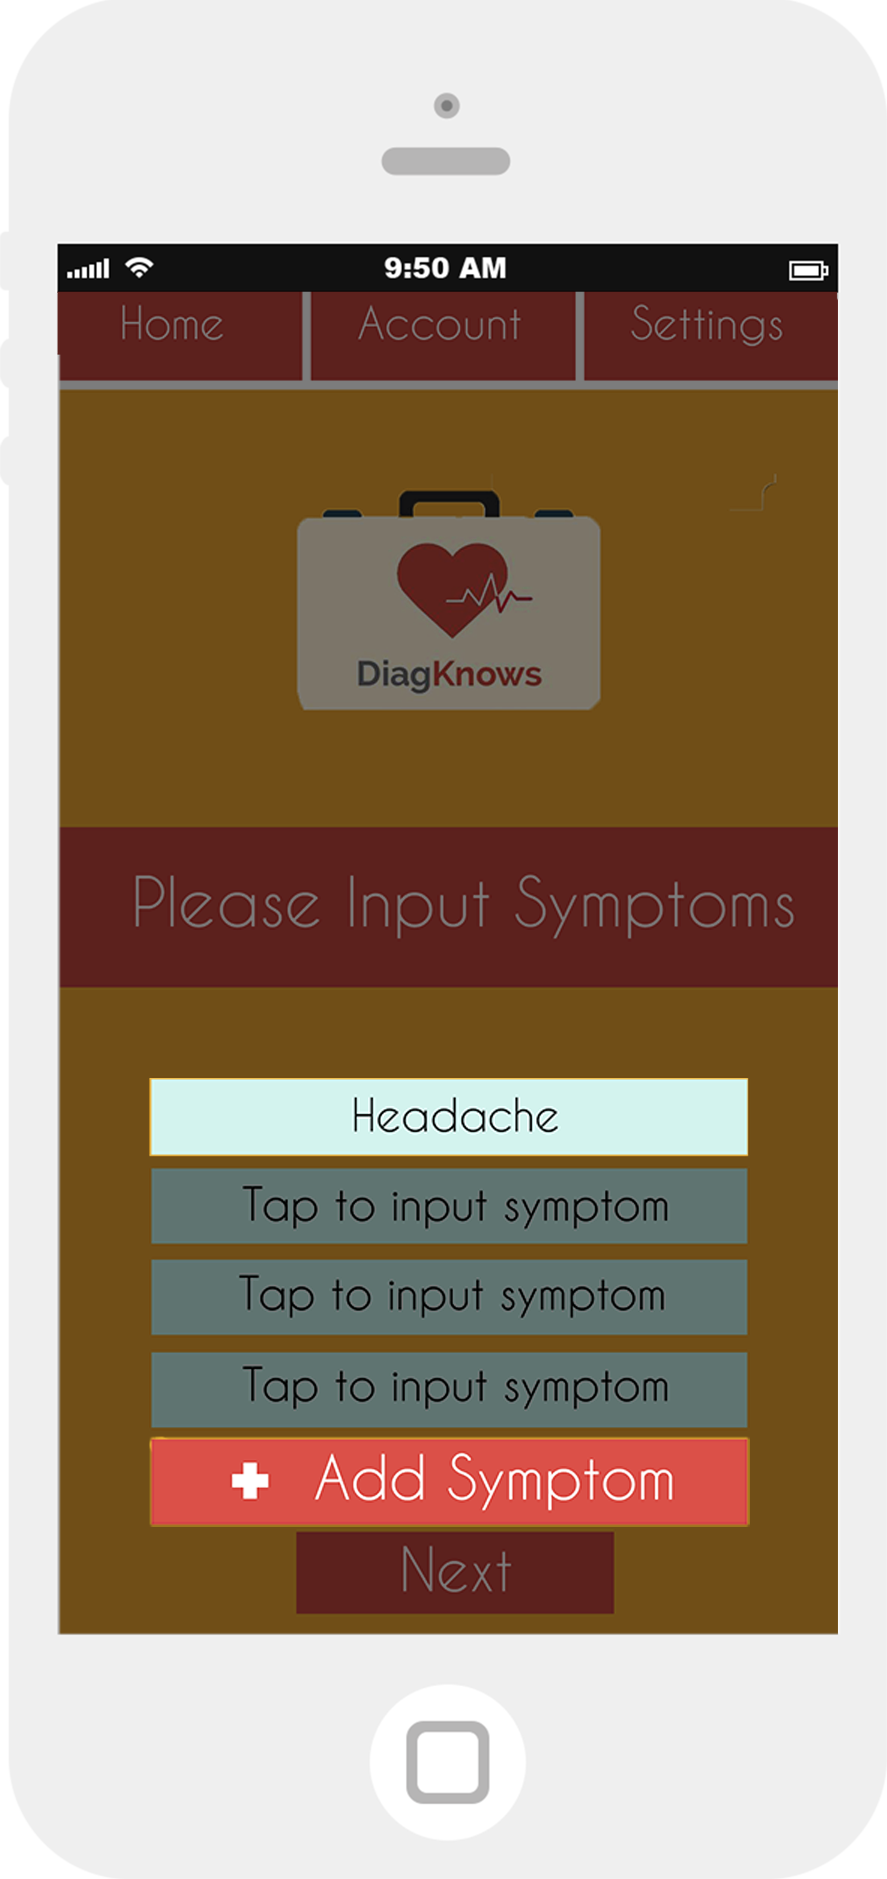 9:50 AM
Home Account Settings
DiagKnows
Please Input Symptoms
Headache
Tap to input symptom
Tap to input symptom
Tap to input symptom
Add Symptom
Next